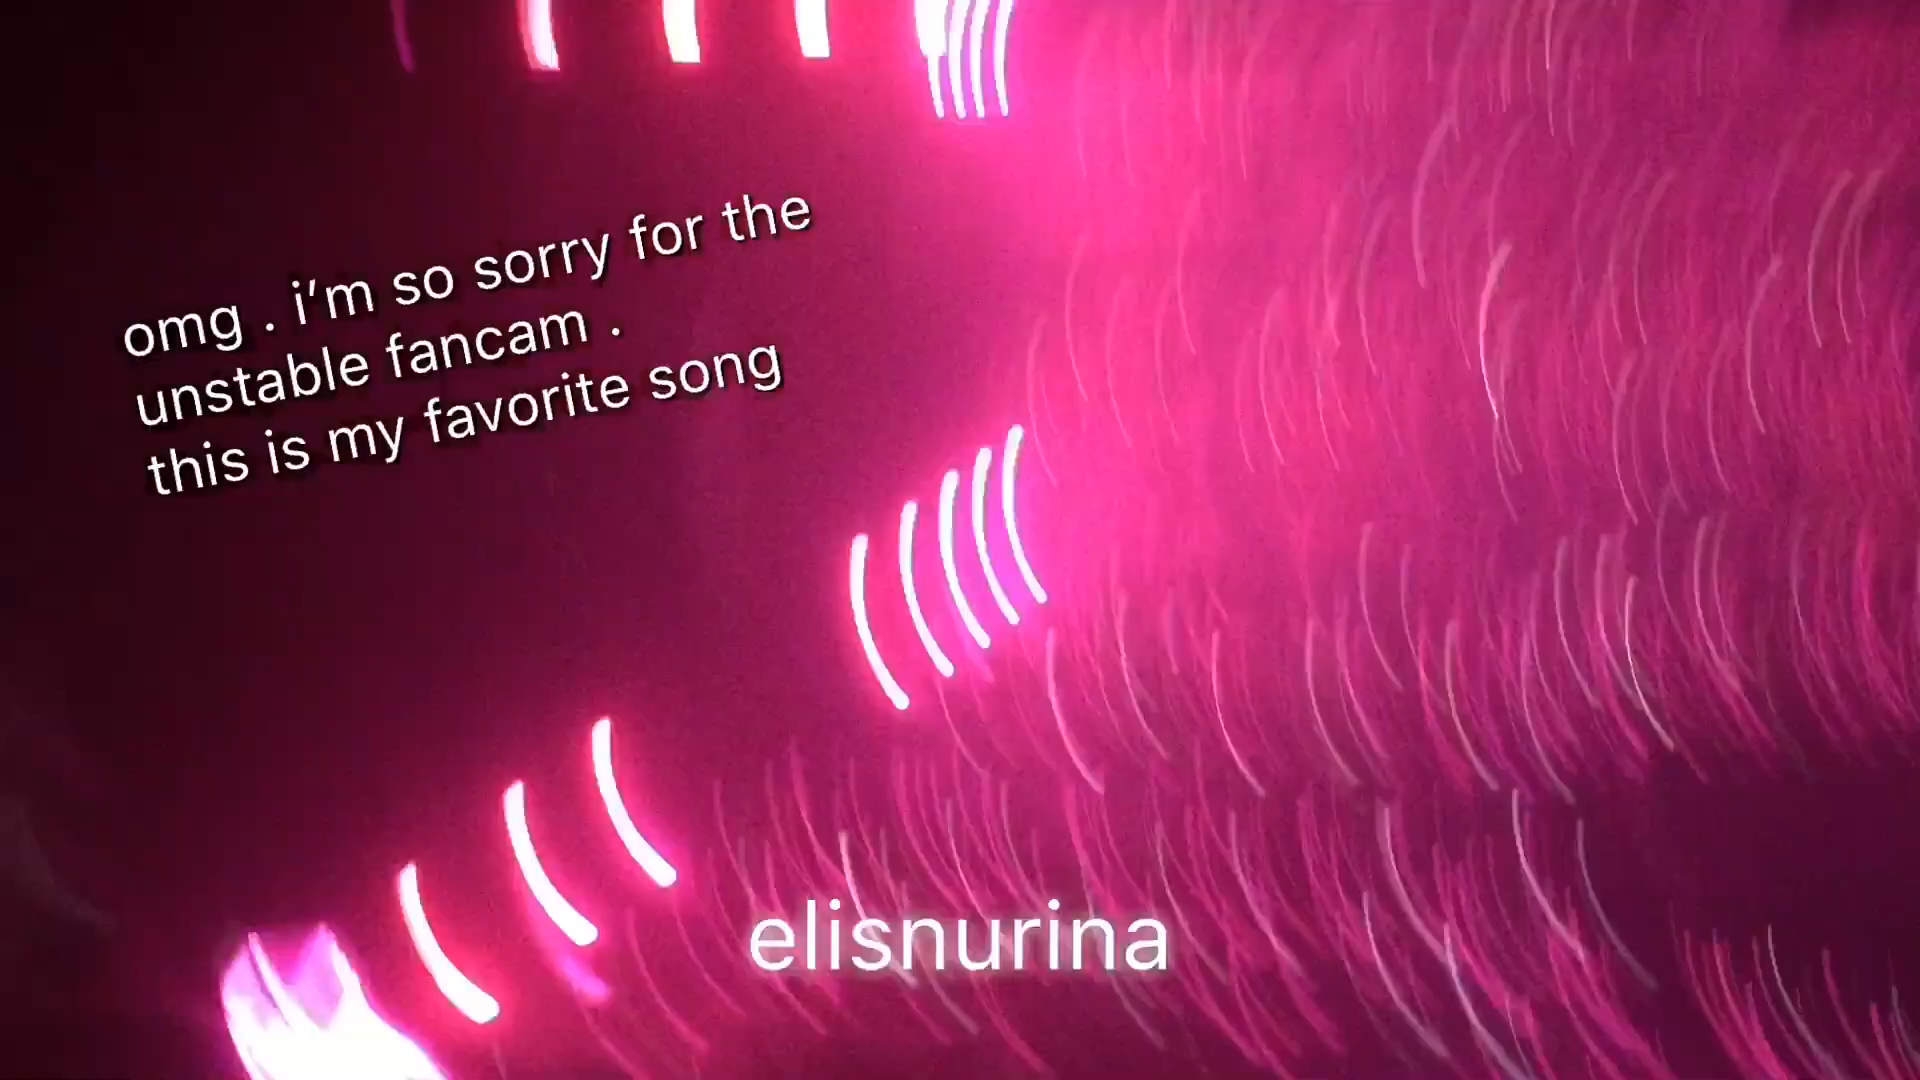 omg . i'm so sorry for the
unstable fancam .
this is my favorite song
elisnurina